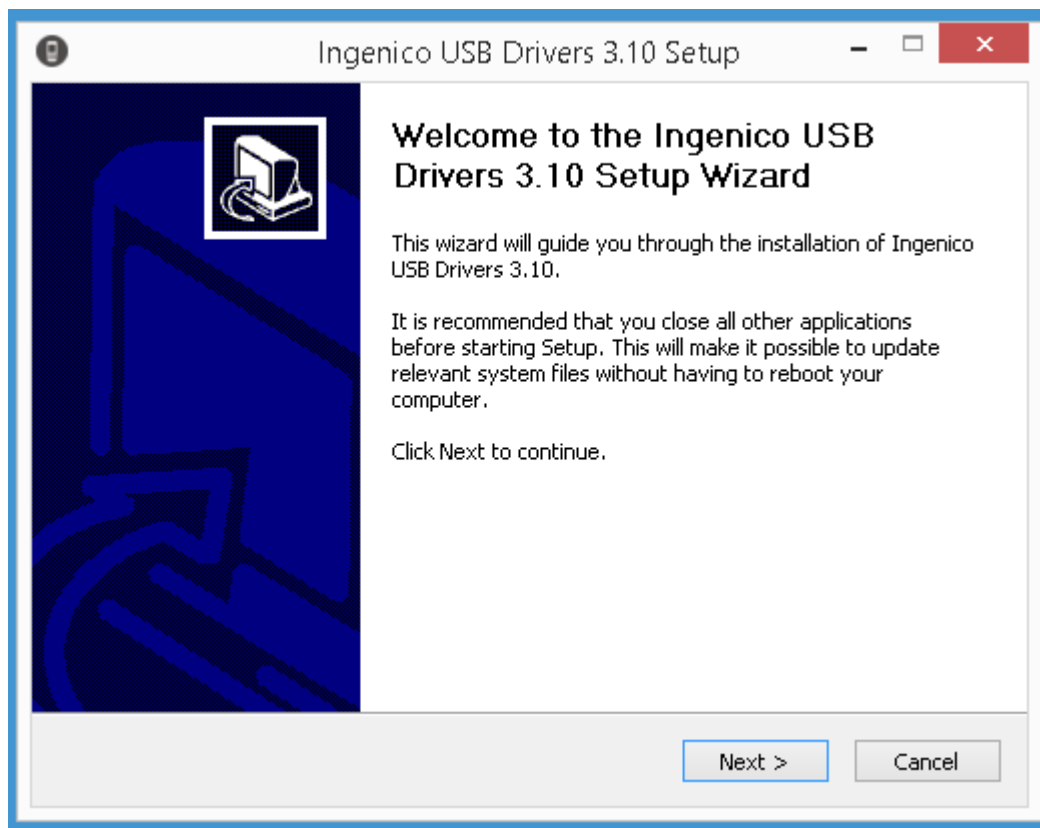 Ingenico USB Drivers 3.10 Setup
Welcome to the Ingenico USB
Drivers 3.10 Setup Wizard
This wizard will guide you through the installation of Ingenico
USB Drivers 3.10.
It is recommended that you close all other applications
before starting Setup. This will make it possible to update
relevant system files without having to reboot your
computer.
Click Next to continue.
Next >
Cancel